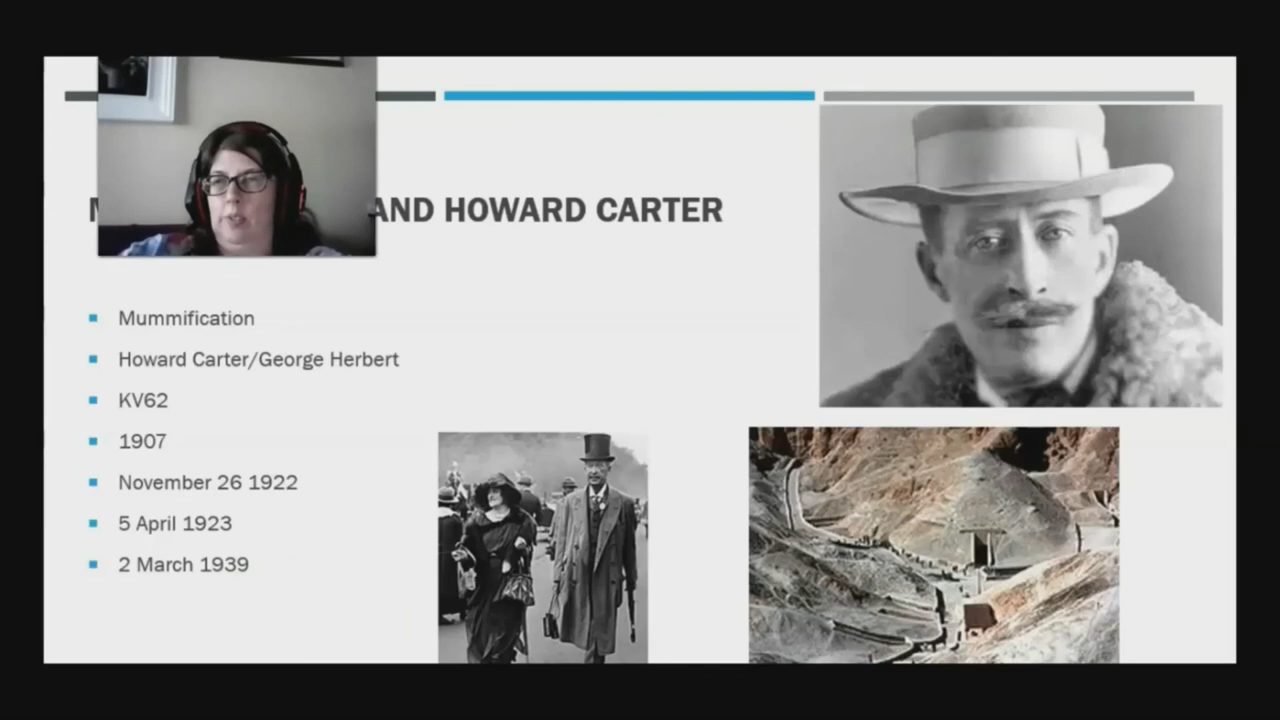 AND HOWARD CARTER
Mummification
Howard Carter/George Herbert
KV62
1907
November 26 1922
5 April 1923
2 March 1939